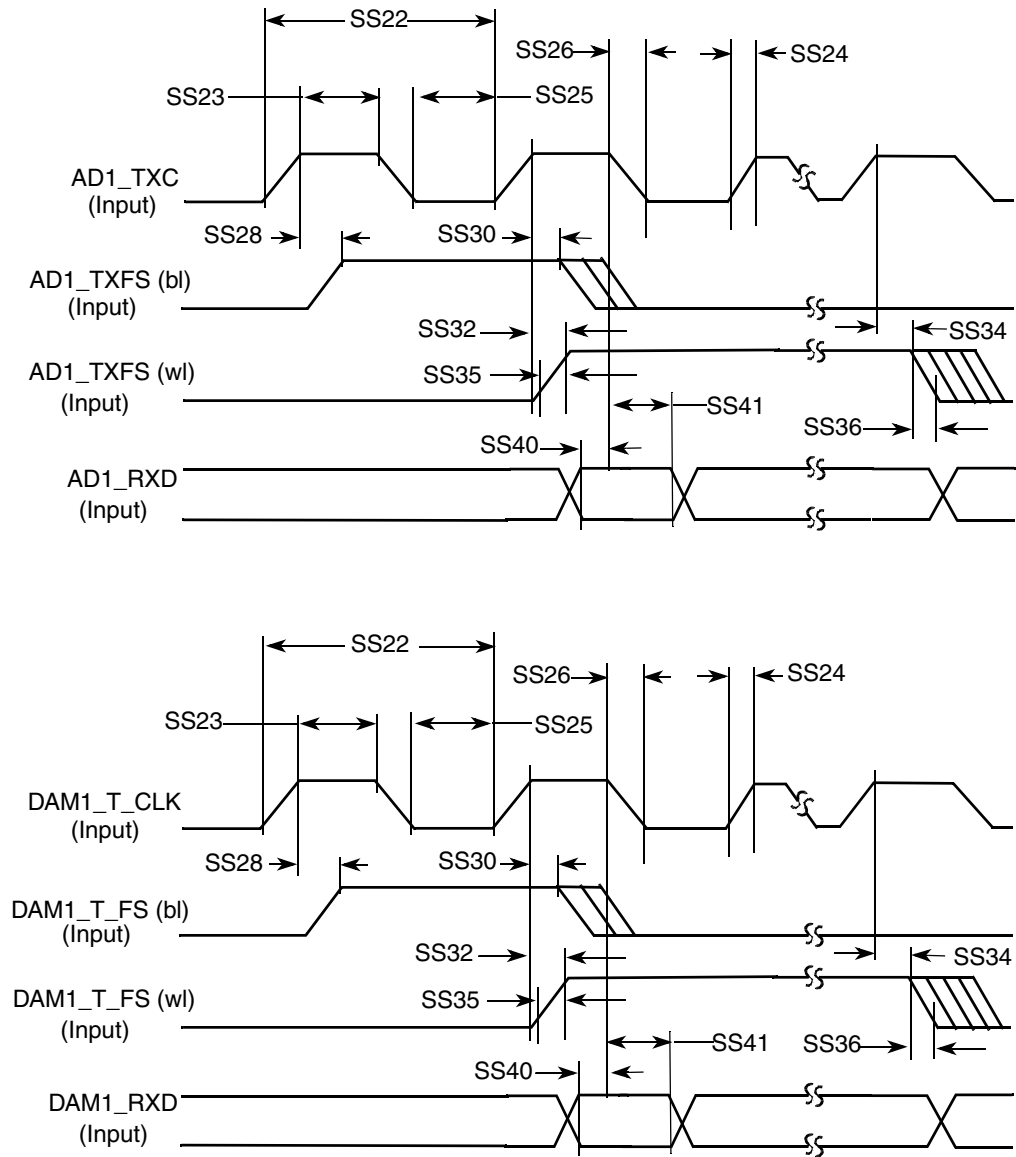 SS22
SS26
SS24
SS23
SS25
AD1_TXC
(Input)
SS28
SS30
AD1_TXFS (bl)
(Input)
SS32
SS34
AD1_TXFS (wl)
(Input)
SS35
SS41
SS36
SS40
AD1_RXD
(Input)
SS22
SS26
SS24
SS23
SS25
DAM1_T_CLK
(Input)
SS28
SS30
DAM1_T_FS (bl)
(Input)
SS32
SS34
DAM1_T_FS (wl)
(Input)
SS35
SS41
SS36
SS40
DAM1_RXD
(Input)